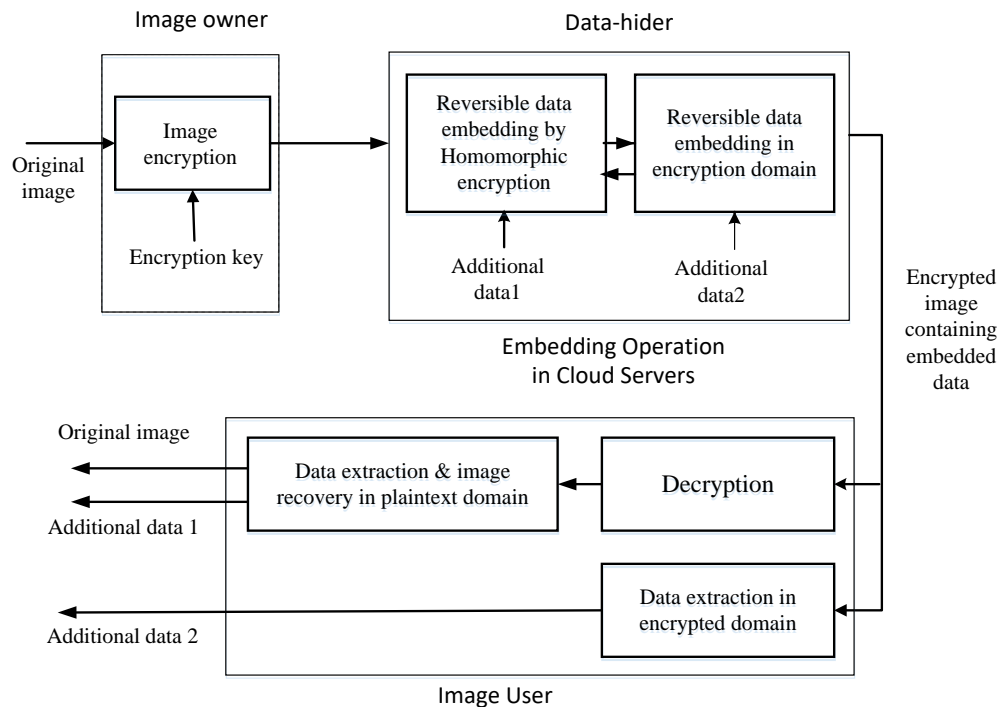 Image owner
Data-hider
Original
image
Image
encryption
Encryption key
Reversible data
embedding by
Homomorphic
encryption
Reversible data
embedding in
encryption domain
Additional
data1
Additional
data2
Embedding Operation
in Cloud Servers
Encrypted
image
containing
embedded
data
Original image
Additional data 1
Data extraction & image
recovery in plaintext domain
Decryption
Additional data 2
Data extraction in
encrypted domain
Image User